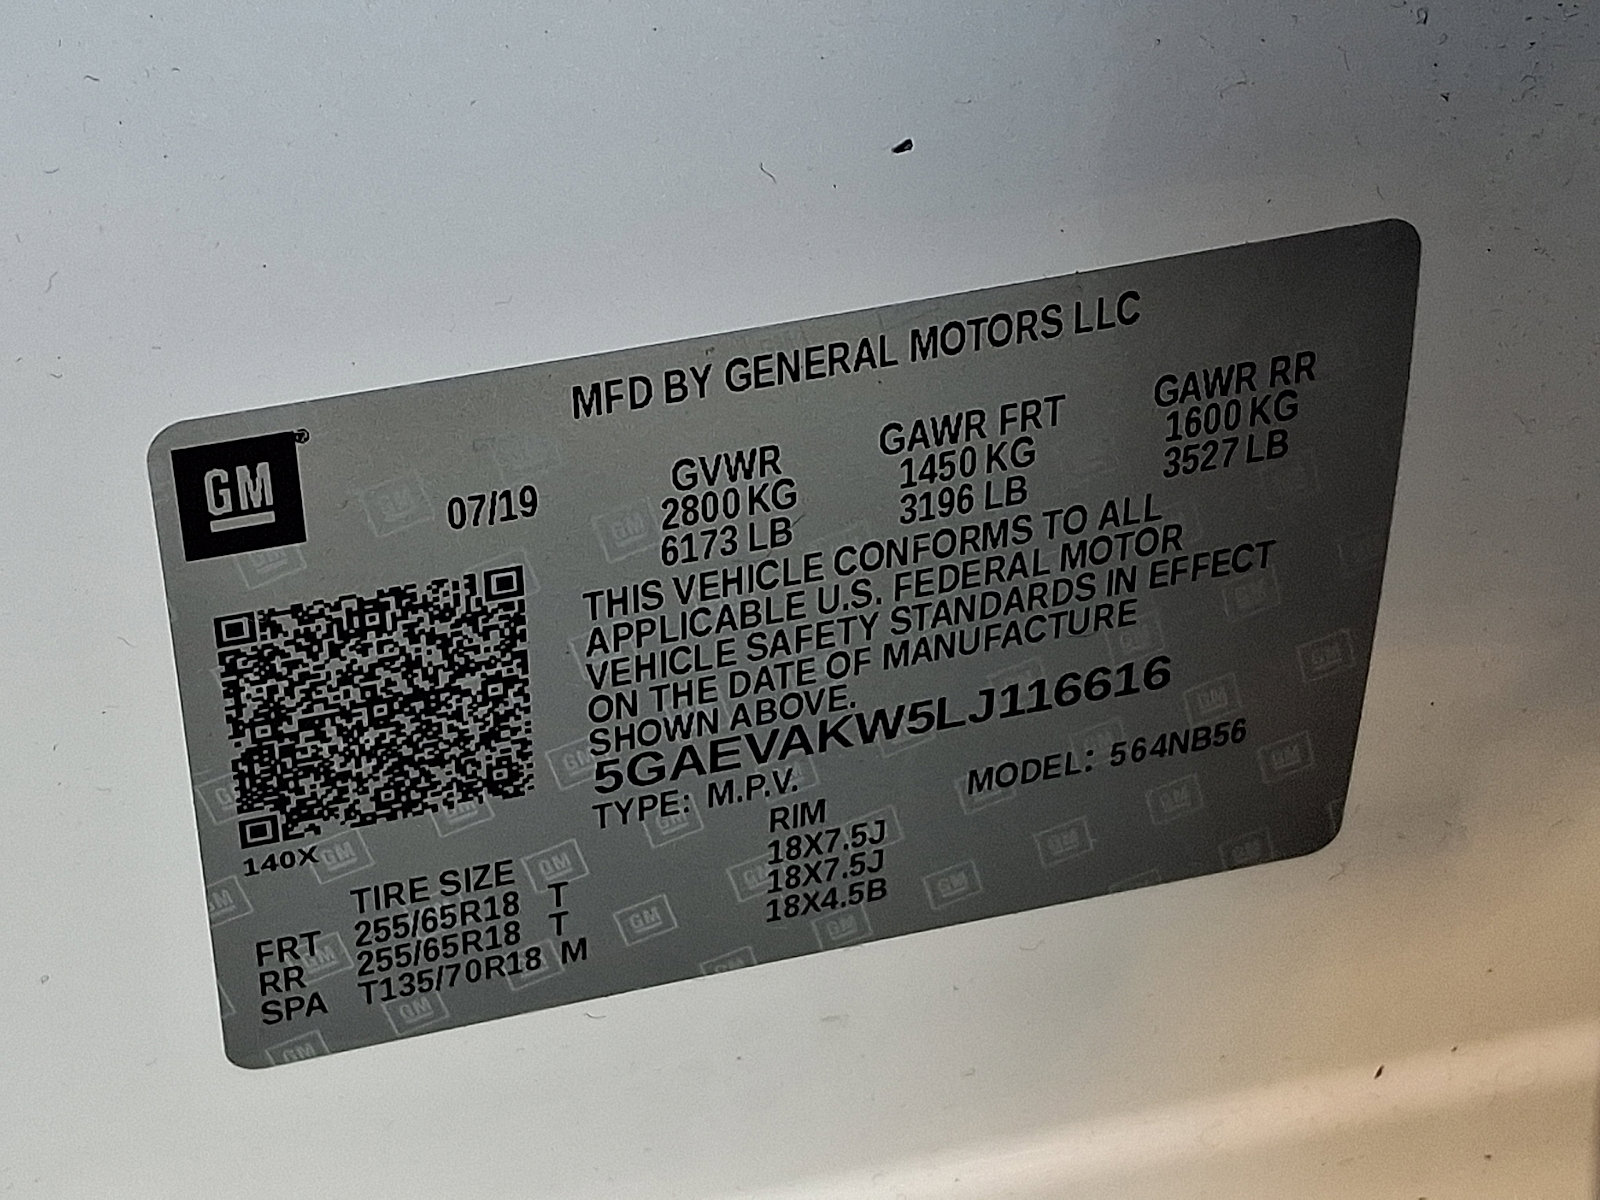 MFD BY GENERAL MOTORS LLC
GM®
07/19
GVWR GAWR FRT GAWR RR
2800 KG 1450 KG 1600 KG
6173 LB 3196 LB 3527 LB
THIS VEHICLE CONFORMS TO ALL
APPLICABLE U.S. FEDERAL MOTOR
VEHICLE SAFETY STANDARDS IN EFFECT
ON THE DATE OF MANUFACTURE
SHOWN ABOVE.
5GAEVAKW5LJ116616
TYPE: M.P.V. MODEL: 564NB56
140X
TIRE SIZE RIM
FRT 255/65R18 T 18X7.5J
RR 255/65R18 T 18X7.5J
SPA T135/70R18 M 18X4.5B